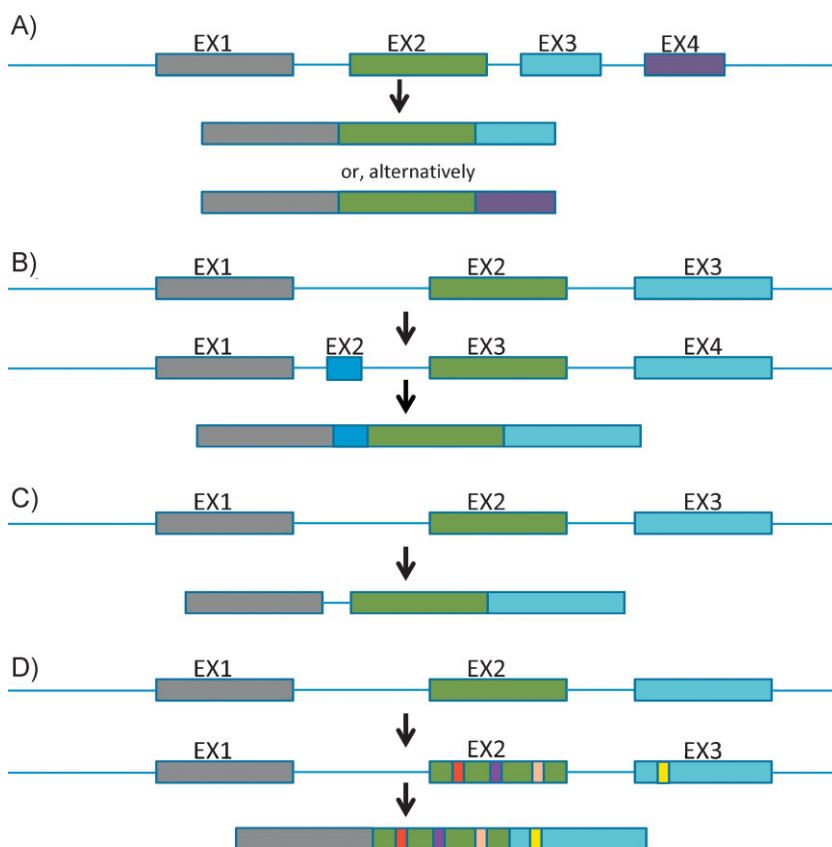 A)
EX1 EX2 EX3 EX4
or, alternatively
B)
EX1 EX2 EX3
EX1 EX2 EX3 EX4
C)
EX1 EX2 EX3
D)
EX1 EX2
EX1 EX2 EX3